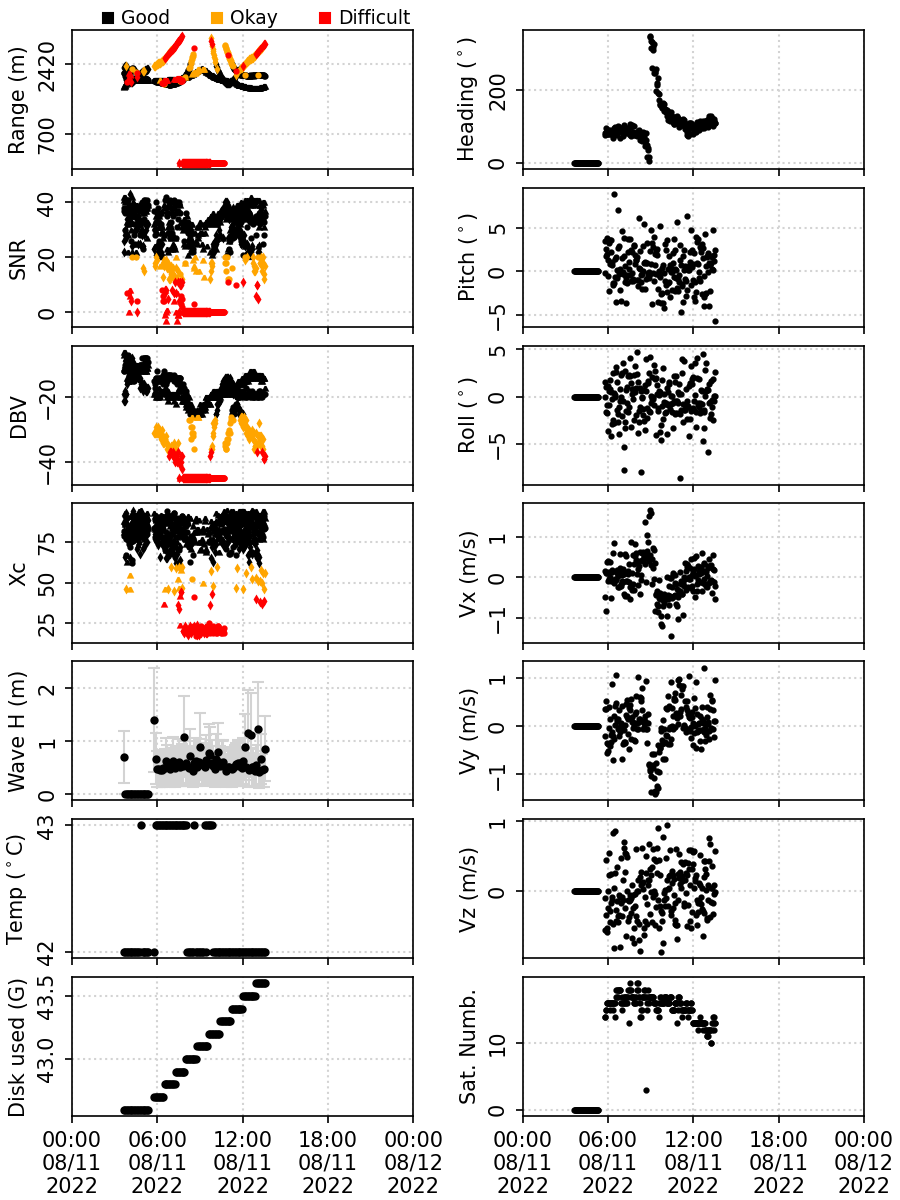 Good Okay Difficult
Range (m)
2420
700
Heading (°)
200
0
SNR
40
20
0
Pitch (°)
5
0
−5
DBV
−20
−40
Roll (°)
5
0
−5
Xc
75
50
25
Vx (m/s)
1
0
−1
Wave H (m)
2
1
0
Vy (m/s)
1
0
−1
Temp (°C)
43
42
Vz (m/s)
1
0
Disk used (G)
43.5
43.0
Sat. Numb.
10
0
00:00 06:00 12:00 18:00 00:00
08/11 08/11 08/11 08/11 08/12
2022 2022 2022 2022 2022
00:00 06:00 12:00 18:00 00:00
08/11 08/11 08/11 08/11 08/12
2022 2022 2022 2022 2022